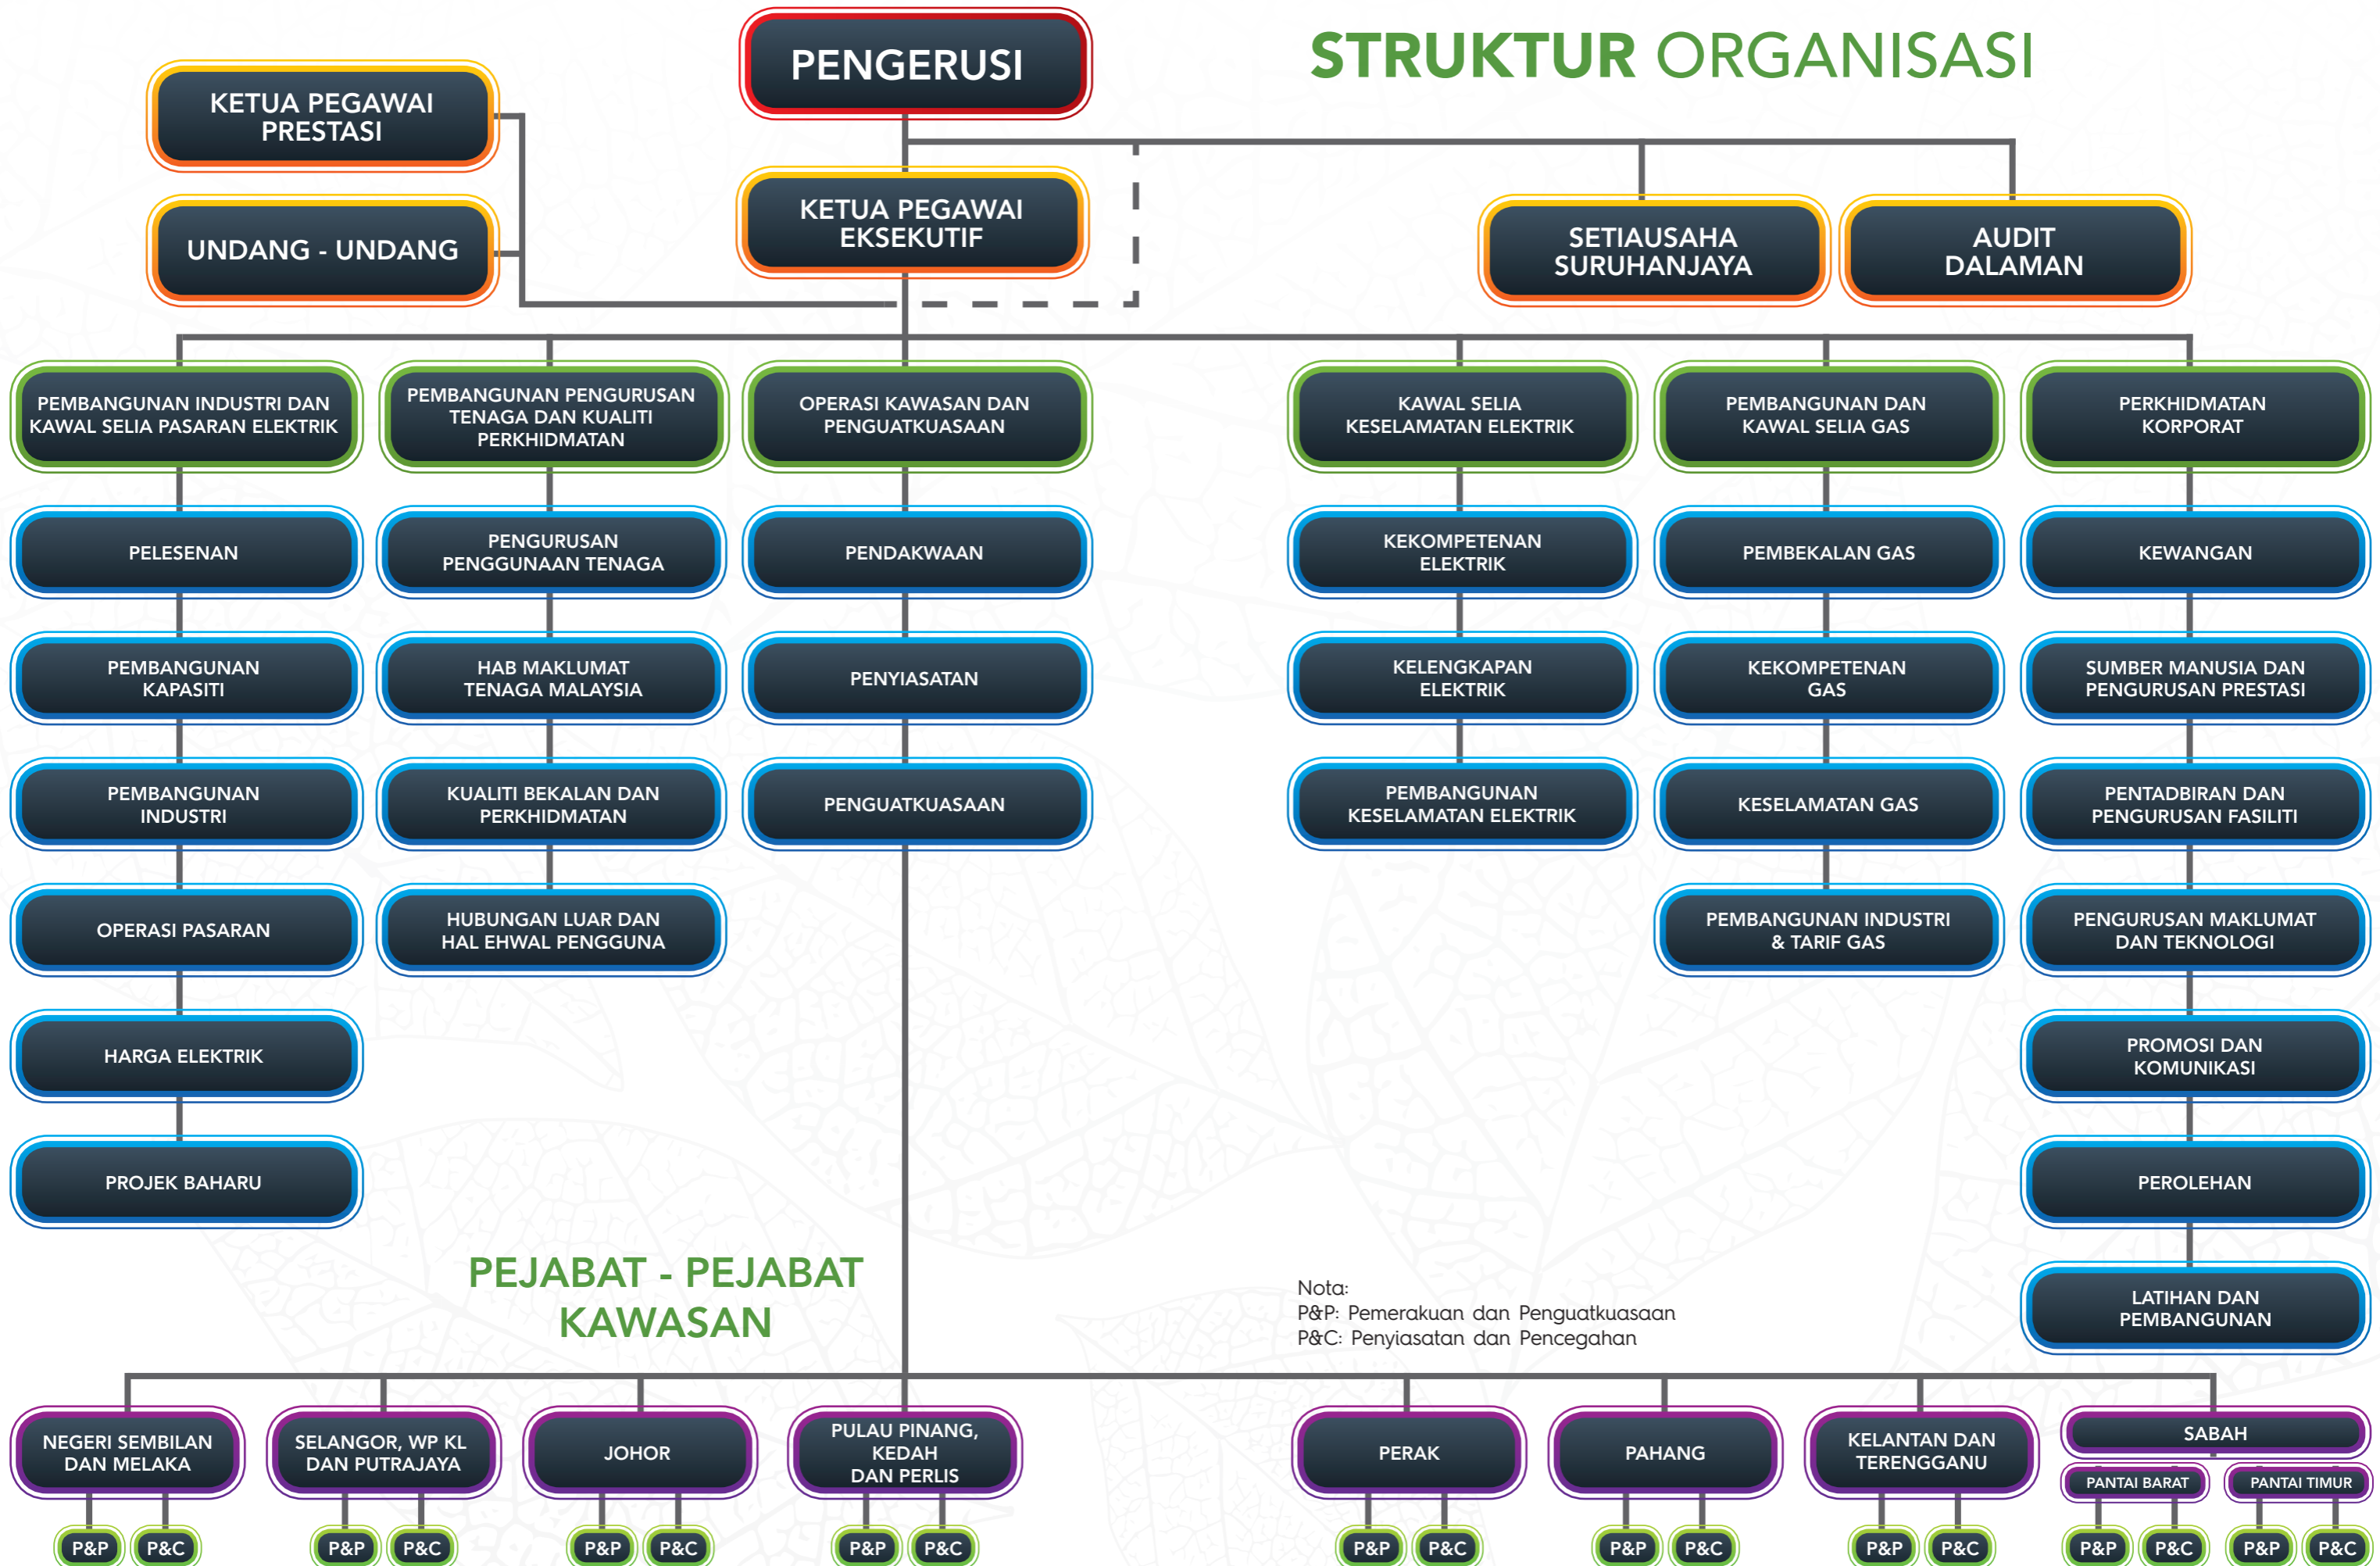 STRUKTUR ORGANISASI
PENGERUSI
KETUA PEGAWAI
PRESTASI
UNDANG - UNDANG
KETUA PEGAWAI
EKSEKUTIF
SETIAUSAHA
SURUHANJAYA
AUDIT
DALAMAN
PEMBANGUNAN INDUSTRI DAN
KAWAL SELIA PASARAN ELEKTRIK
PELESENAN
PEMBANGUNAN
KAPASITI
PEMBANGUNAN
INDUSTRI
OPERASI PASARAN
HARGA ELEKTRIK
PROJEK BAHARU
PEMBANGUNAN PENGURUSAN
TENAGA DAN KUALITI
PERKHIDMATAN
PENGURUSAN
PENGGUNAAN TENAGA
HAB MAKLUMAT
TENAGA MALAYSIA
KUALITI BEKALAN DAN
PERKHIDMATAN
HUBUNGAN LUAR DAN
HAL EHWAL PENGGUNA
OPERASI KAWASAN DAN
PENGUATKUASAAN
PENDAKWAAN
PENYIASATAN
PENGUATKUASAAN
KAWAL SELIA
KESELAMATAN ELEKTRIK
KEKOMPETENAN
ELEKTRIK
KELENGKAPAN
ELEKTRIK
PEMBANGUNAN
KESELAMATAN ELEKTRIK
PEMBANGUNAN DAN
KAWAL SELIA GAS
PEMBEKALAN GAS
KEKOMPETENAN
GAS
KESELAMATAN GAS
PEMBANGUNAN INDUSTRI
& TARIF GAS
PERKHIDMATAN
KORPORAT
KEWANGAN
SUMBER MANUSIA DAN
PENGURUSAN PRESTASI
PENTADBIRAN DAN
PENGURUSAN FASILITI
PENGURUSAN MAKLUMAT
DAN TEKNOLOGI
PROMOSI DAN
KOMUNIKASI
PEROLEHAN
LATIHAN DAN
PEMBANGUNAN
PEJABAT - PEJABAT
KAWASAN
Nota:
P&P: Pemerakuan dan Penguatkuasaan
P&C: Penyiasatan dan Pencegahan
NEGERI SEMBILAN
DAN MELAKA
P&P P&C
SELANGOR, WP KL
DAN PUTRAJAYA
P&P P&C
JOHOR
P&P P&C
PULAU PINANG,
KEDAH
DAN PERLIS
P&P P&C
PERAK
P&P P&C
PAHANG
P&P P&C
KELANTAN DAN
TERENGGANU
P&P P&C
SABAH
PANTAI BARAT
P&P P&C
PANTAI TIMUR
P&P P&C